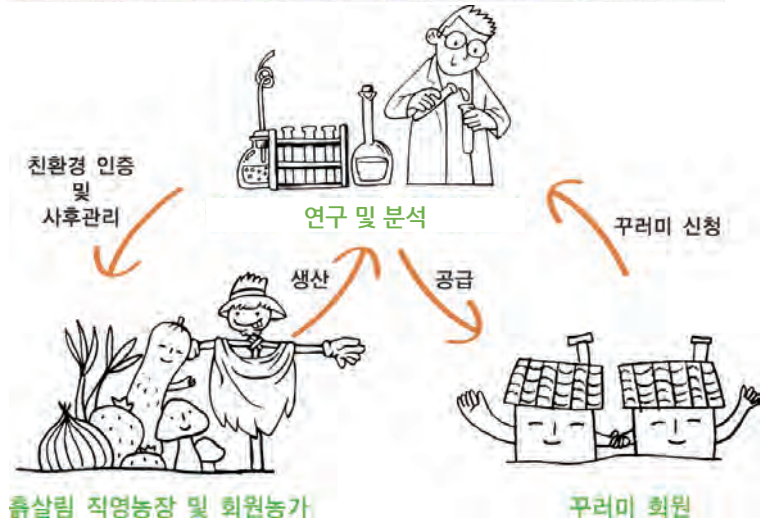 친환경 인증
및
사후관리
연구 및 분석
꾸러미 신청
생산
공급
흙살림 직영농장 및 회원농가
꾸러미 회원